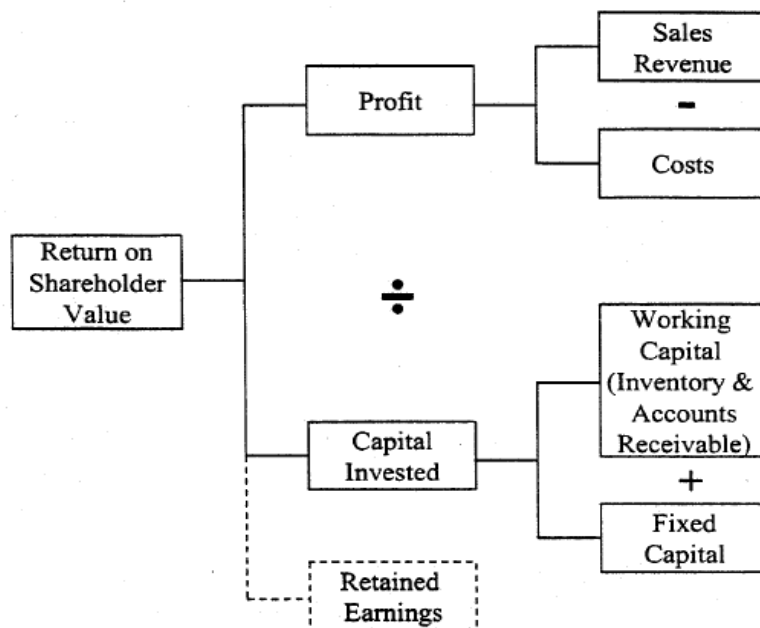 Sales
Revenue
Profit
-
Costs
Return on
Shareholder
Value
÷
Working
Capital
(Inventory &
Accounts
Receivable)
Capital
Invested
+
Fixed
Capital
Retained
Earnings